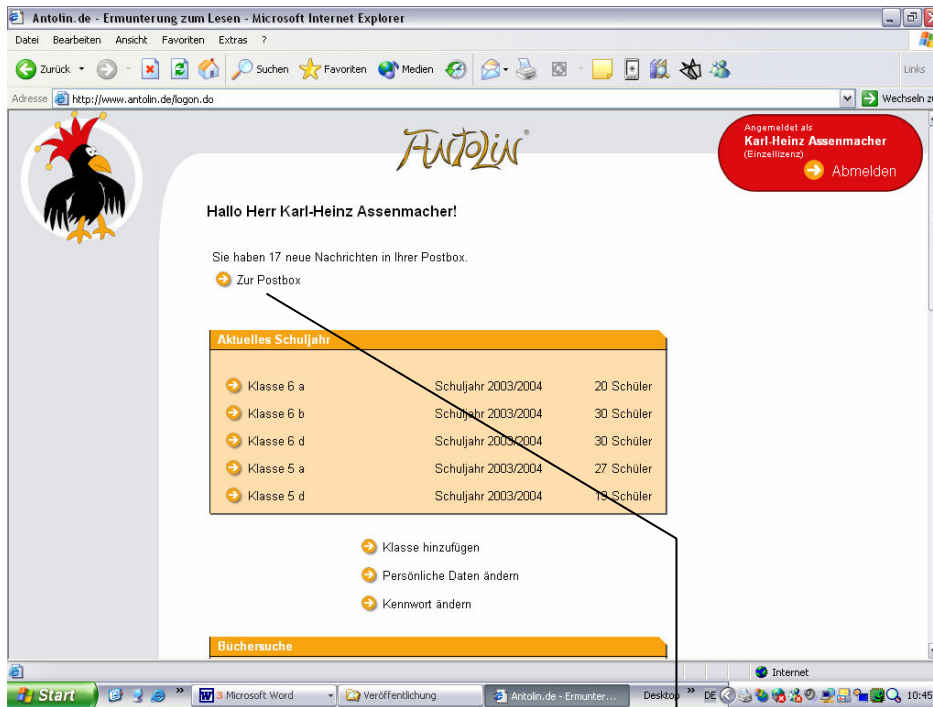 Antolin.de - Ermunterung zum Lesen - Microsoft Internet Explorer
Datei Bearbeiten Ansicht Favoriten Extras ?
Zurück Suchen Favoriten Medien Links
Adresse http://www.antolin.de/logon.do Wechseln
ANTOLIN
Angemeldet als
Karl-Heinz Assenmacher
(Einzellizenz)
Abmelden
Hallo Herr Karl-Heinz Assenmacher!
Sie haben 17 neue Nachrichten in Ihrer Postbox.
Zur Postbox
Aktuelles Schuljahr
Klasse 6 a Schuljahr 2003/2004 20 Schüler
Klasse 6 b Schuljahr 2003/2004 30 Schüler
Klasse 6 d Schuljahr 2003/2004 30 Schüler
Klasse 5 a Schuljahr 2003/2004 27 Schüler
Klasse 5 d Schuljahr 2003/2004 19 Schüler
Klasse hinzufügen
Persönliche Daten ändern
Kennwort ändern
Büchersuche
Internet
Start » 3 Microsoft Word Veröffentlichung Antolin.de - Ermunter... Desktop » DE 10:45